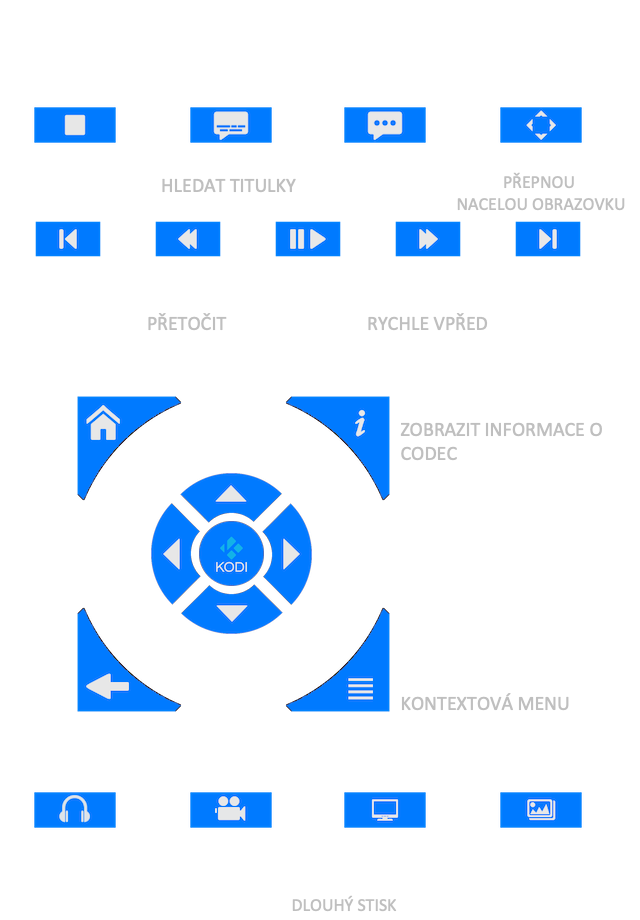 HLEDAT TITULKY
PŘEPNOU
NACELOU OBRAZOVKU
PŘETOČIT
RYCHLE VPŘED
ZOBRAZIT INFORMACE O
CODEC
KODI
KONTEXTOVÁ MENU
DLOUHÝ STISK